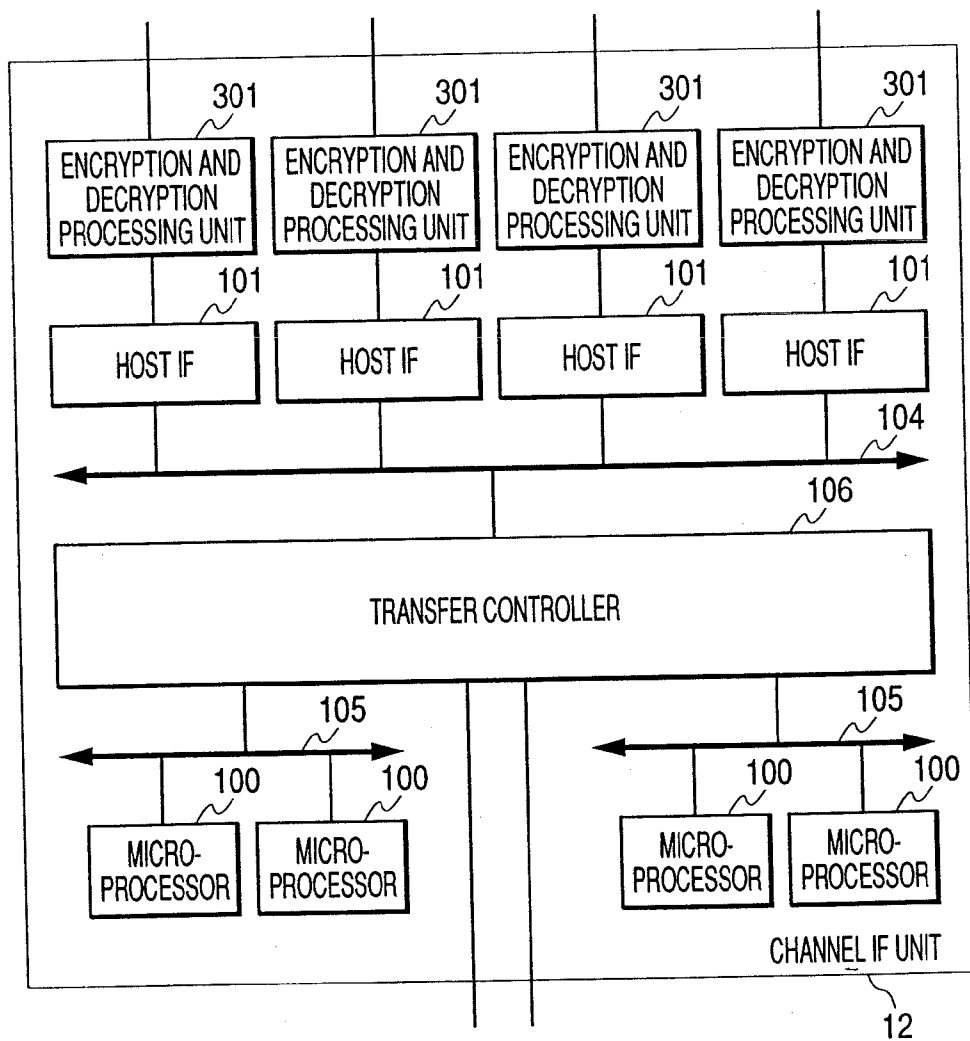 301 301 301 301
ENCRYPTION AND DECRYPTION PROCESSING UNIT
ENCRYPTION AND DECRYPTION PROCESSING UNIT
ENCRYPTION AND DECRYPTION PROCESSING UNIT
ENCRYPTION AND DECRYPTION PROCESSING UNIT
101 101 101 101
HOST IF HOST IF HOST IF HOST IF
104
106
TRANSFER CONTROLLER
105 105
100 100 100 100
MICRO-
PROCESSOR
MICRO-
PROCESSOR
MICRO-
PROCESSOR
MICRO-
PROCESSOR
CHANNEL IF UNIT
12